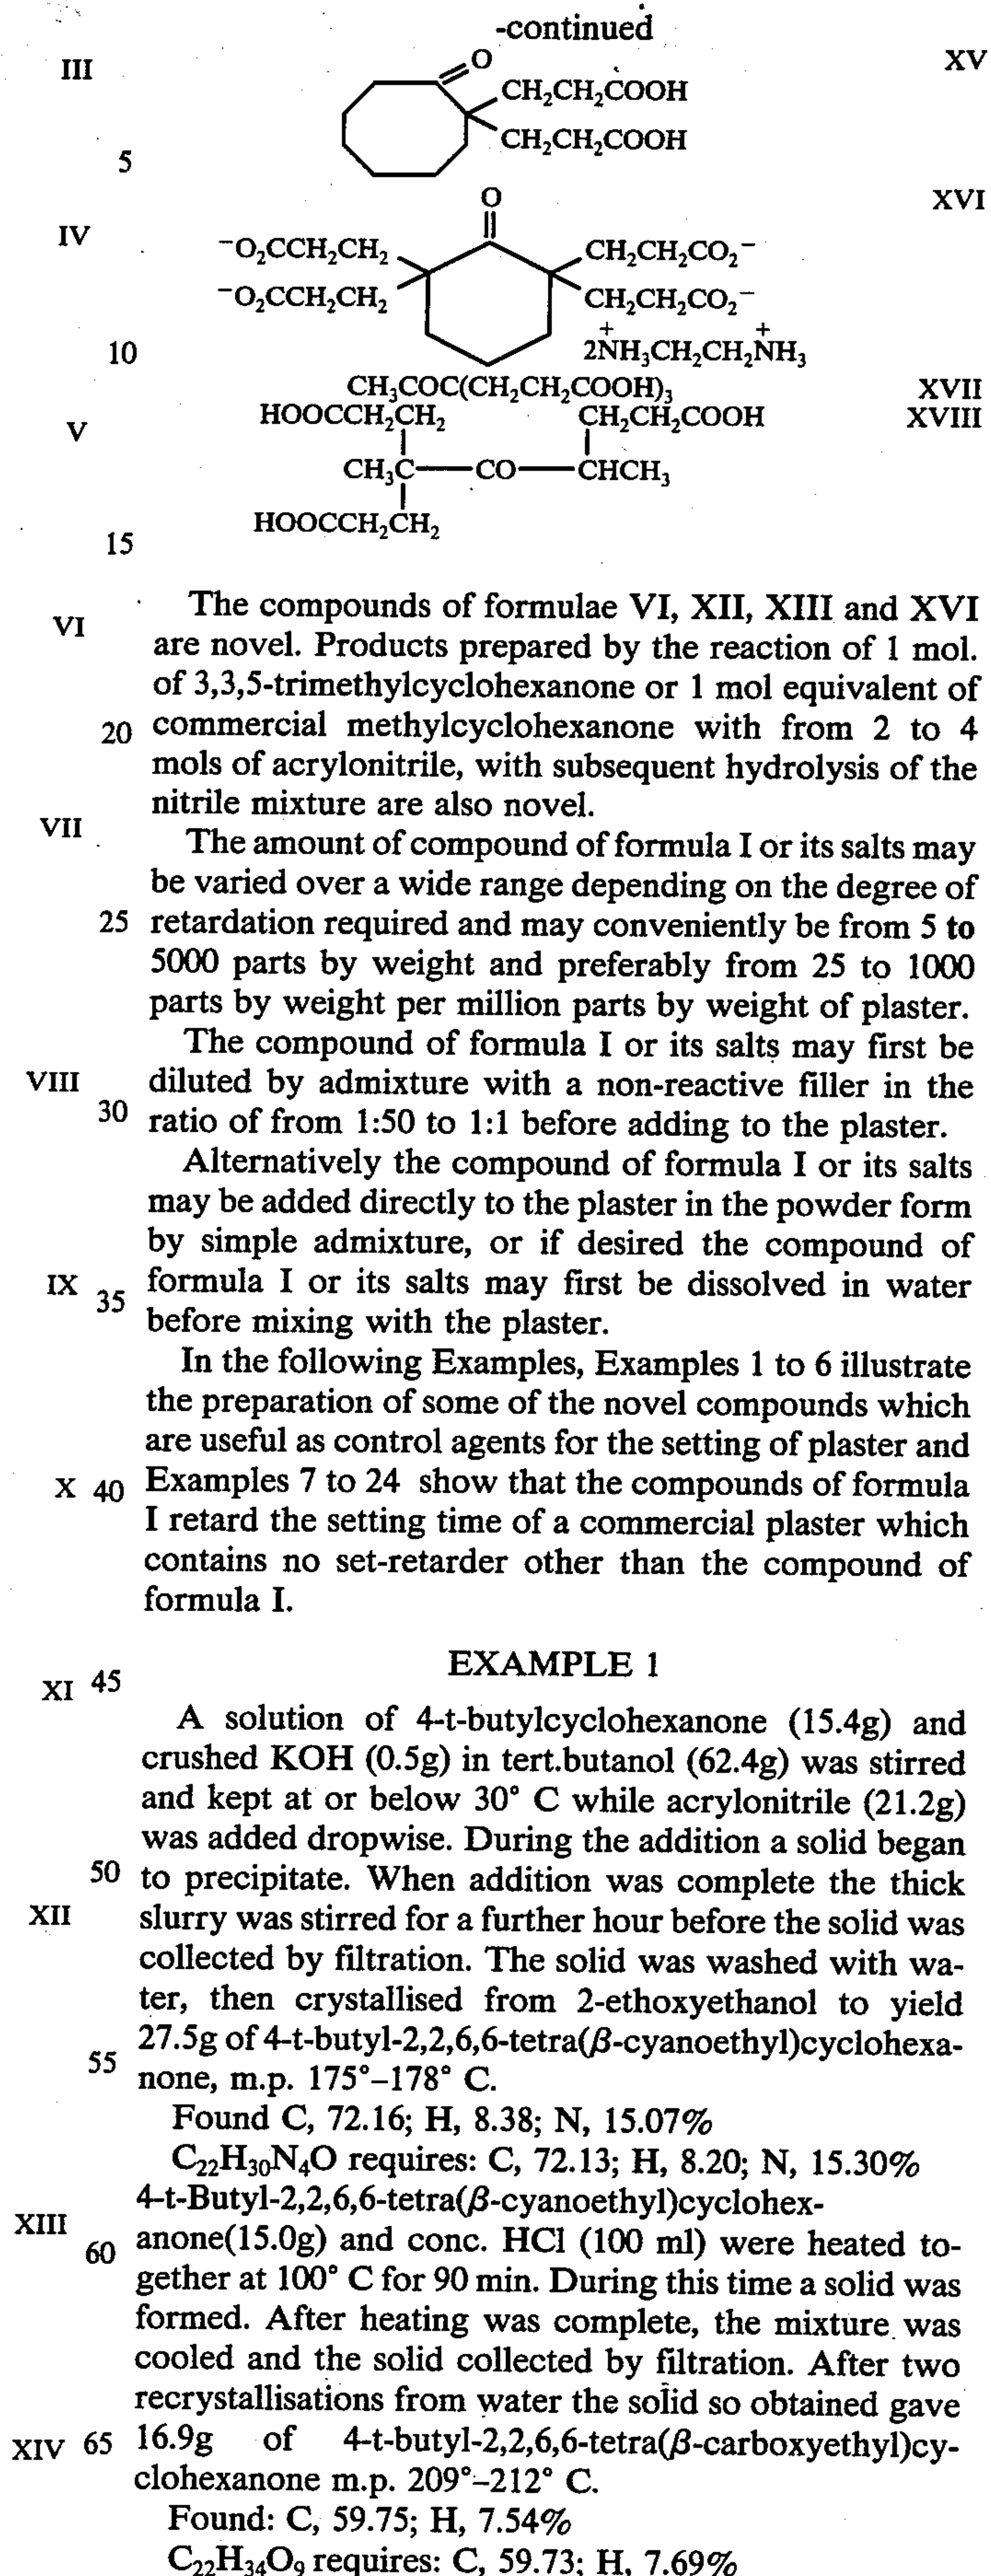 -continued
III
O
XV
CH₂CH₂COOH
CH₂CH₂COOH
5
O
XVI
IV
⁻O₂CCH₂CH₂
CH₂CH₂CO₂⁻
⁻O₂CCH₂CH₂
CH₂CH₂CO₂⁻
+ +
10
2NH₃CH₂CH₂NH₃
CH₃COC(CH₂CH₂COOH)₃
XVII
HOOCCH₂CH₂
CH₂CH₂COOH
XVIII
V
CH₃C—CO—CHCH₃
HOOCCH₂CH₂
15
The compounds of formulae VI, XII, XIII and XVI
VI
are novel. Products prepared by the reaction of 1 mol.
of 3,3,5-trimethylcyclohexanone or 1 mol equivalent of
20 commercial methylcyclohexanone with from 2 to 4
mols of acrylonitrile, with subsequent hydrolysis of the
nitrile mixture are also novel.
VII
The amount of compound of formula I or its salts may
be varied over a wide range depending on the degree of
25 retardation required and may conveniently be from 5 to
5000 parts by weight and preferably from 25 to 1000
parts by weight per million parts by weight of plaster.
The compound of formula I or its salts may first be
VIII diluted by admixture with a non-reactive filler in the
30 ratio of from 1:50 to 1:1 before adding to the plaster.
Alternatively the compound of formula I or its salts
may be added directly to the plaster in the powder form
by simple admixture, or if desired the compound of
IX 35 formula I or its salts may first be dissolved in water
before mixing with the plaster.
In the following Examples, Examples 1 to 6 illustrate
the preparation of some of the novel compounds which
are useful as control agents for the setting of plaster and
X 40 Examples 7 to 24 show that the compounds of formula
I retard the setting time of a commercial plaster which
contains no set-retarder other than the compound of
formula I.
EXAMPLE 1
XI 45
A solution of 4-t-butylcyclohexanone (15.4g) and
crushed KOH (0.5g) in tert.butanol (62.4g) was stirred
and kept at or below 30° C while acrylonitrile (21.2g)
was added dropwise. During the addition a solid began
50 to precipitate. When addition was complete the thick
XII slurry was stirred for a further hour before the solid was
collected by filtration. The solid was washed with wa-
ter, then crystallised from 2-ethoxyethanol to yield
27.5g of 4-t-butyl-2,2,6,6-tetra(β-cyanoethyl)cyclohexa-
55 none, m.p. 175°–178° C.
Found C, 72.16; H, 8.38; N, 15.07%
C₂₂H₃₀N₄O requires: C, 72.13; H, 8.20; N, 15.30%
4-t-Butyl-2,2,6,6-tetra(β-cyanoethyl)cyclohex-
XIII 60 anone(15.0g) and conc. HCl (100 ml) were heated to-
gether at 100° C for 90 min. During this time a solid was
formed. After heating was complete, the mixture was
cooled and the solid collected by filtration. After two
recrystallisations from water the solid so obtained gave
XIV 65 16.9g of 4-t-butyl-2,2,6,6-tetra(β-carboxyethyl)cy-
clohexanone m.p. 209°–212° C.
Found: C, 59.75; H, 7.54%
C₂₂H₃₄O₉ requires: C, 59.73; H, 7.69%